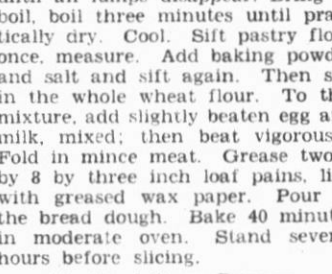 until all lumps disappear. Bring
boil, boil three minutes until pra
tically dry. Cool. Sift pastry flo
once, measure. Add baking powd
and salt and sift again. Then s
in the whole wheat flour. To th
mixture, add slightly beaten egg a
milk, mixed; then beat vigorous
Fold in mince meat. Grease two
by 8 by three inch loaf pains, li
with greased wax paper. Pour
the bread dough. Bake 40 minut
in moderate oven. Stand sever
hours before slicing.